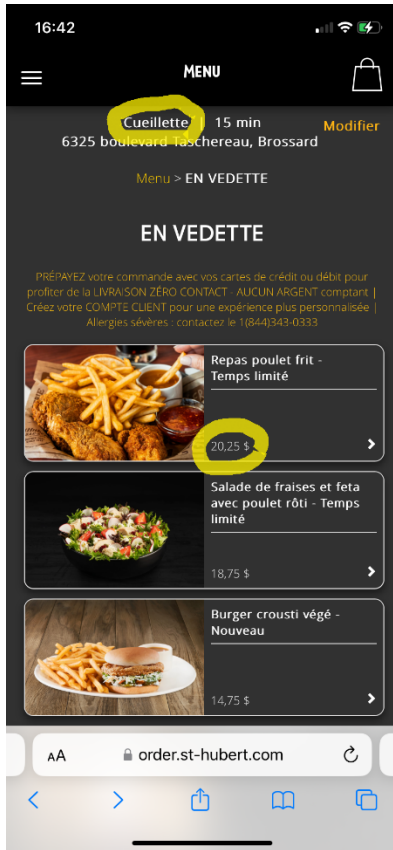 16:42
MENU
Cueillette | 15 min
Modifier
6325 boulevard Taschereau, Brossard
Menu > EN VEDETTE
EN VEDETTE
PRÉPAYEZ votre commande avec vos cartes de crédit ou débit pour
profiter de la LIVRAISON ZÉRO CONTACT - AUCUN ARGENT comptant |
Créez votre COMPTE CLIENT pour une expérience plus personnalisée |
Allergies sévères : contactez le 1(844)343-0333
Repas poulet frit -
Temps limité
20,25 $
Salade de fraises et feta
avec poulet rôti - Temps
limité
18,75 $
Burger crousti végé -
Nouveau
14,75 $
AA
order.st-hubert.com